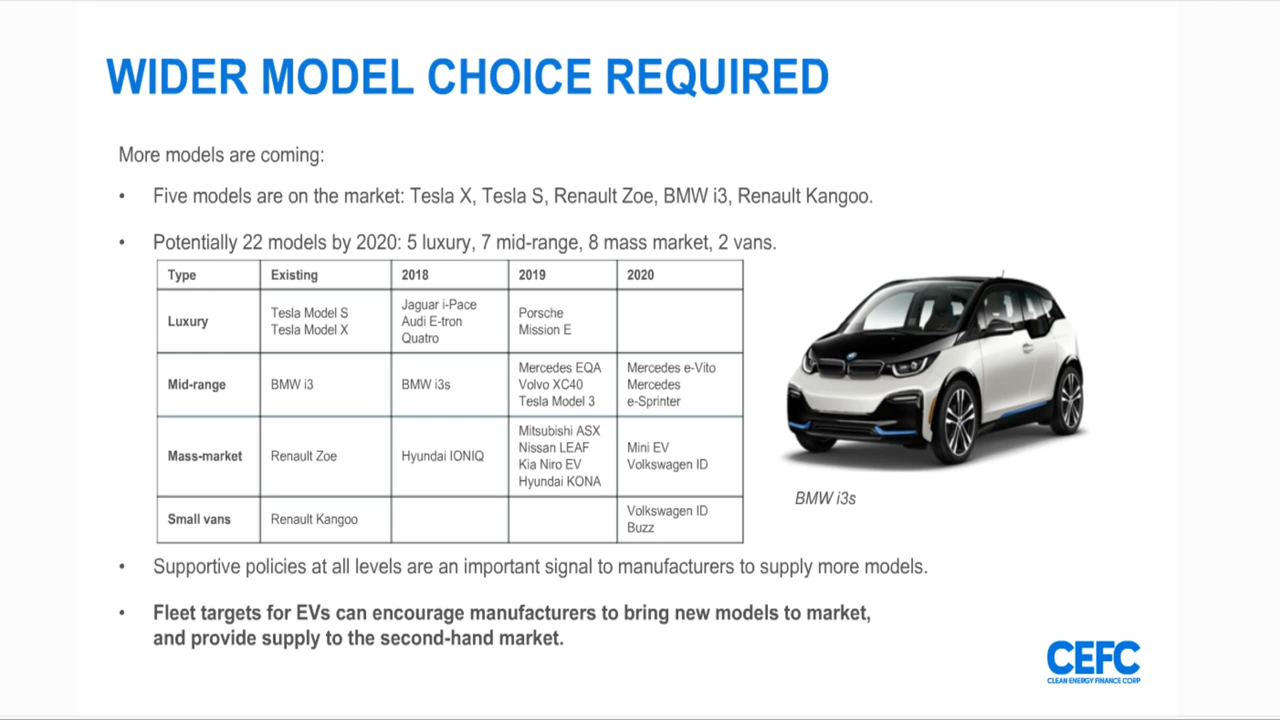 WIDER MODEL CHOICE REQUIRED
More models are coming:
• Five models are on the market: Tesla X, Tesla S, Renault Zoe, BMW i3, Renault Kangoo.
• Potentially 22 models by 2020: 5 luxury, 7 mid-range, 8 mass market, 2 vans.
Type Existing 2018 2019 2020
Luxury
Tesla Model S
Tesla Model X
Jaguar i-Pace
Audi E-tron
Quatro
Porsche
Mission E
Mid-range
BMW i3
BMW i3s
Mercedes EQA
Volvo XC40
Tesla Model 3
Mercedes e-Vito
Mercedes
e-Sprinter
Mass-market
Renault Zoe
Hyundai IONIQ
Mitsubishi ASX
Nissan LEAF
Kia Niro EV
Hyundai KONA
Mini EV
Volkswagen ID
Small vans
Renault Kangoo
Volkswagen ID
Buzz
BMW i3s
• Supportive policies at all levels are an important signal to manufacturers to supply more models.
• Fleet targets for EVs can encourage manufacturers to bring new models to market,
and provide supply to the second-hand market.
CEFC
CLEAN ENERGY FINANCE CORP